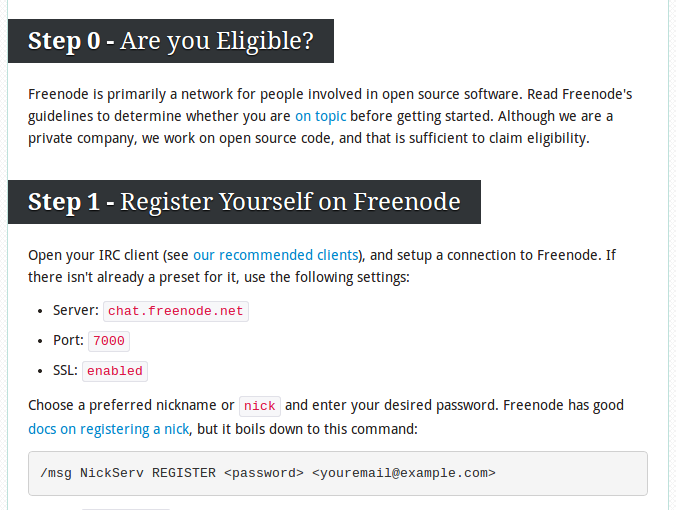 Step 0 - Are you Eligible?
Freenode is primarily a network for people involved in open source software. Read Freenode's
guidelines to determine whether you are on topic before getting started. Although we are a
private company, we work on open source code, and that is sufficient to claim eligibility.
Step 1 - Register Yourself on Freenode
Open your IRC client (see our recommended clients), and setup a connection to Freenode. If
there isn't already a preset for it, use the following settings:
• Server: chat.freenode.net
• Port: 7000
• SSL: enabled
Choose a preferred nickname or nick and enter your desired password. Freenode has good
docs on registering a nick, but it boils down to this command:
/msg NickServ REGISTER <password> <youremail@example.com>